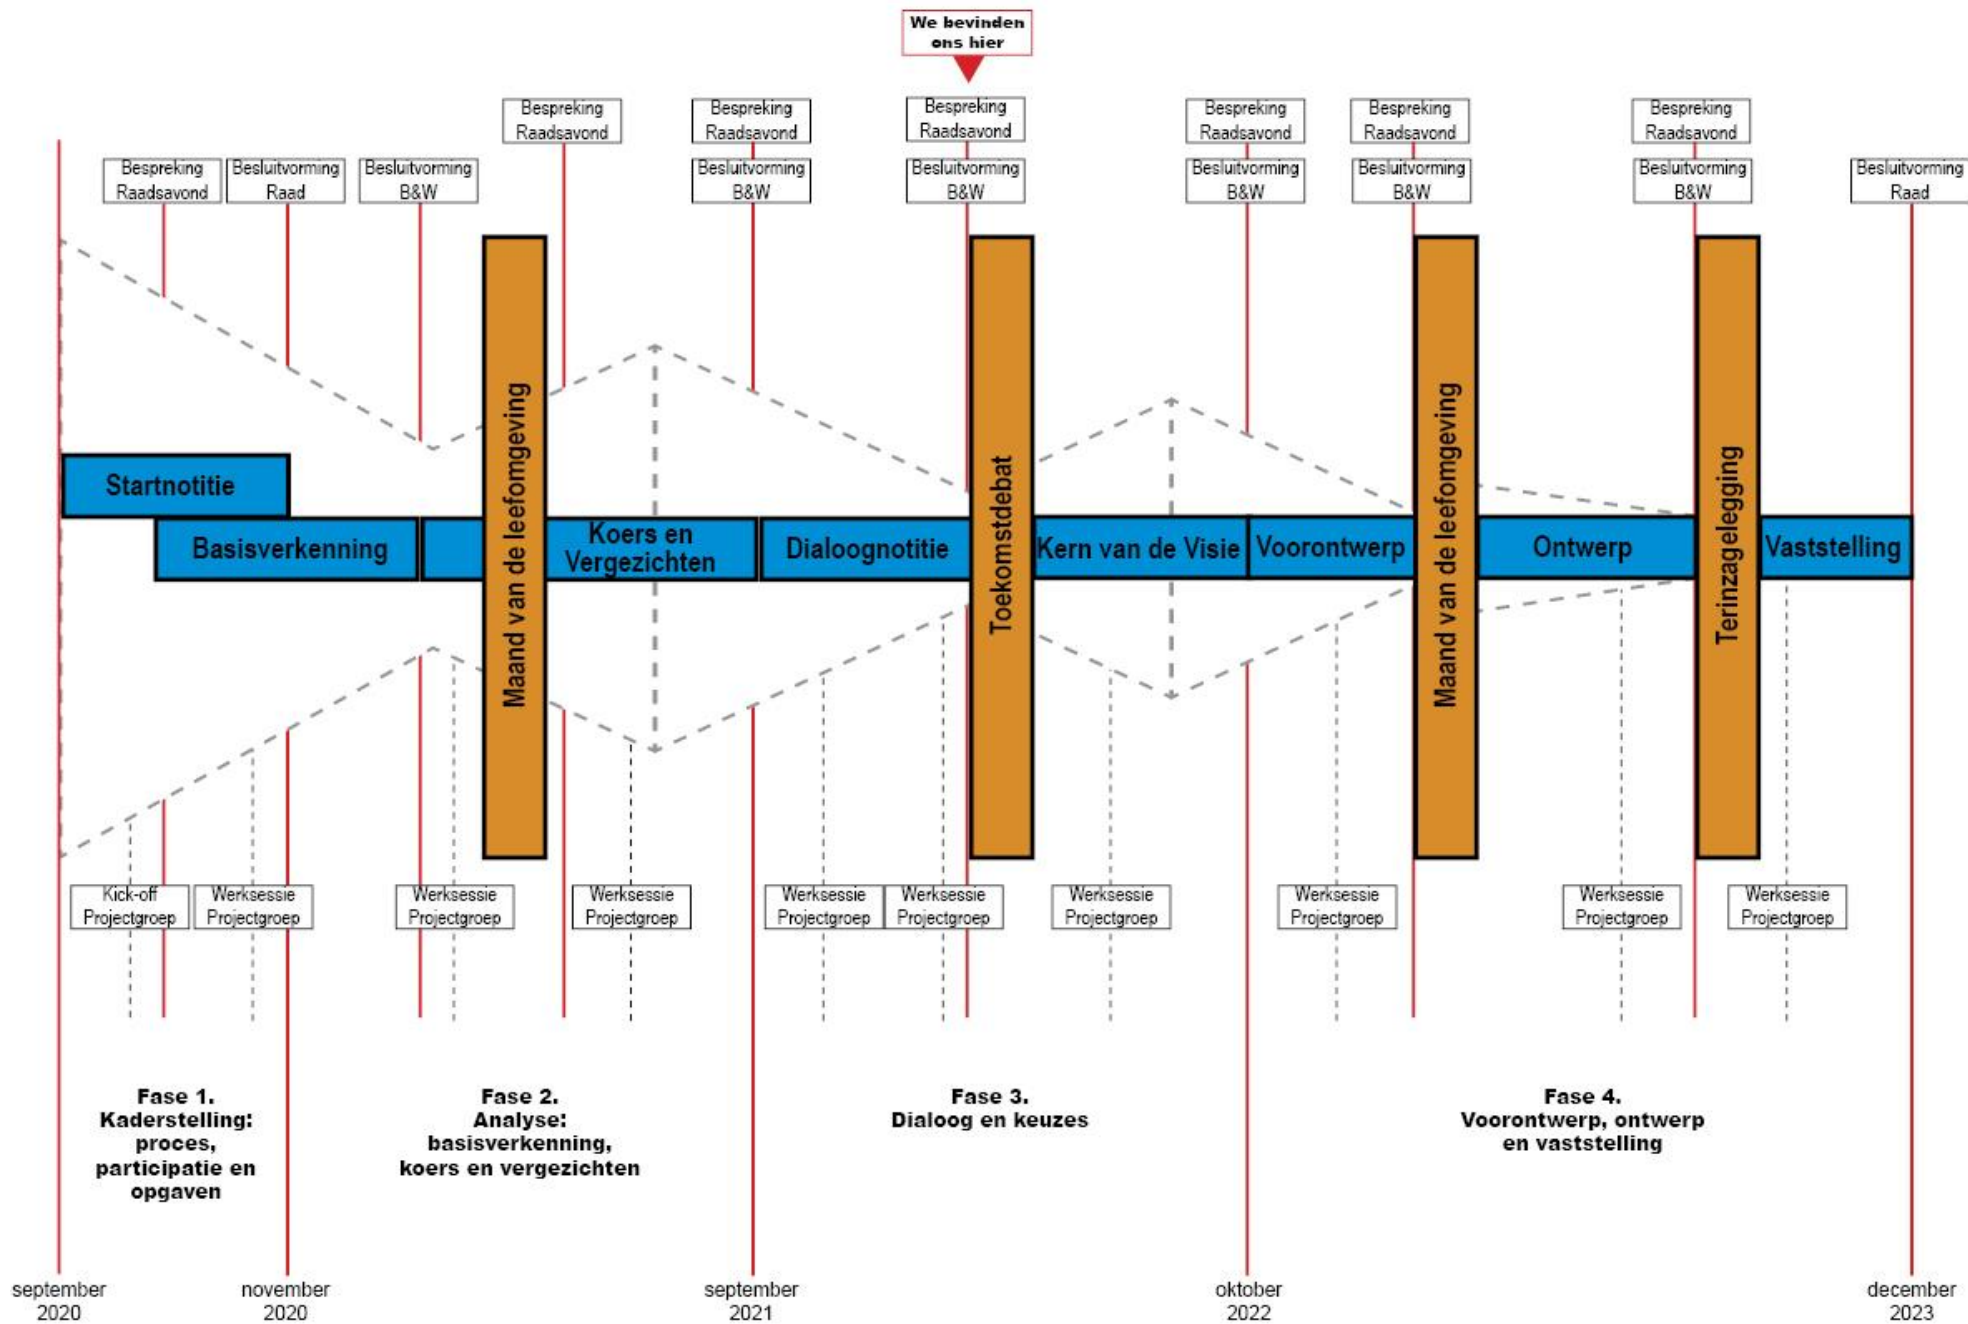 We bevinden
ons hier
Bespreking
Raadsavond
Bespreking
Raadsavond
Bespreking
Raadsavond
Bespreking
Raadsavond
Bespreking
Raadsavond
Bespreking
Raadsavond
Bespreking
Raadsavond
Besluitvorming
Raad
Besluitvorming
B&W
Besluitvorming
B&W
Besluitvorming
B&W
Besluitvorming
B&W
Besluitvorming
B&W
Besluitvorming
B&W
Besluitvorming
Raad
Startnotitie
Basisverkenning
Maand van de leefomgeving
Koers en
Vergezichten
Dialoognotitie
Toekomstdebat
Kern van de Visie
Voorontwerp
Maand van de leefomgeving
Ontwerp
Terinzagelegging
Vaststelling
Kick-off
Projectgroep
Werksessie
Projectgroep
Werksessie
Projectgroep
Werksessie
Projectgroep
Werksessie
Projectgroep
Werksessie
Projectgroep
Werksessie
Projectgroep
Werksessie
Projectgroep
Werksessie
Projectgroep
Werksessie
Projectgroep
Fase 1.
Kaderstelling:
proces,
participatie en
opgaven
Fase 2.
Analyse:
basisverkenning,
koers en vergezichten
Fase 3.
Dialoog en keuzes
Fase 4.
Voorontwerp, ontwerp
en vaststelling
september
2020
november
2020
september
2021
oktober
2022
december
2023